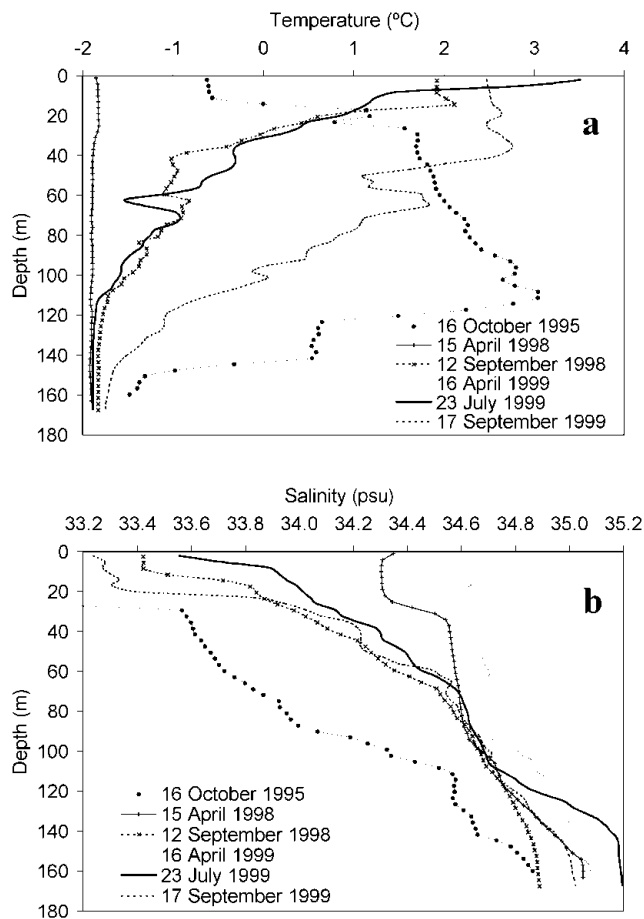 Temperature (ºC)
-2 -1 0 1 2 3 4
0
20
40
60
80
100
120
140
160
180
Depth (m)
a
16 October 1995
15 April 1998
12 September 1998
16 April 1999
23 July 1999
17 September 1999
Salinity (psu)
33.2 33.4 33.6 33.8 34.0 34.2 34.4 34.6 34.8 35.0 35.2
0
20
40
60
80
100
120
140
160
180
Depth (m)
b
16 October 1995
15 April 1998
12 September 1998
16 April 1999
23 July 1999
17 September 1999